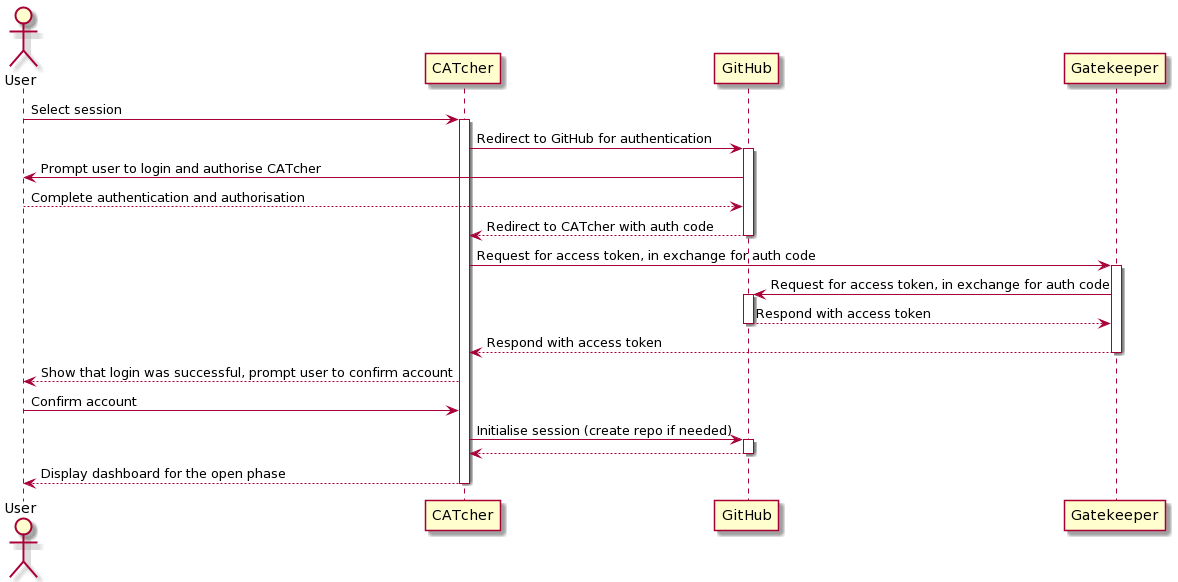 User
CATcher
GitHub
Gatekeeper
Select session
Redirect to GitHub for authentication
Prompt user to login and authorise CATcher
Complete authentication and authorisation
Redirect to CATcher with auth code
Request for access token, in exchange for auth code
Request for access token, in exchange for auth code
Respond with access token
Respond with access token
Show that login was successful, prompt user to confirm account
Confirm account
Initialise session (create repo if needed)
Display dashboard for the open phase
User
CATcher
GitHub
Gatekeeper